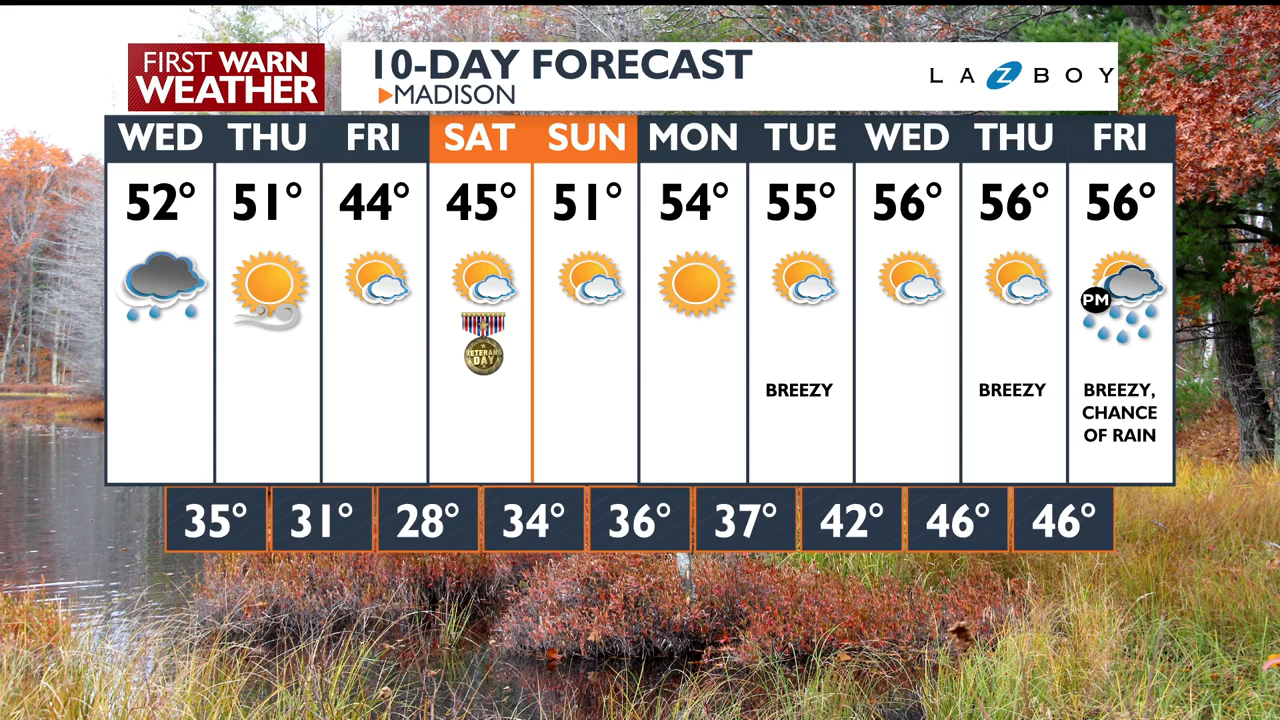 FIRST WARN
WEATHER
10-DAY FORECAST
MADISON
LA Z BOY
WED THU FRI SAT SUN MON TUE WED THU FRI
52° 51° 44° 45° 51° 54° 55° 56° 56° 56°
PM
VETERANS
DAY
BREEZY BREEZY BREEZY,
CHANCE
OF RAIN
35° 31° 28° 34° 36° 37° 42° 46° 46°